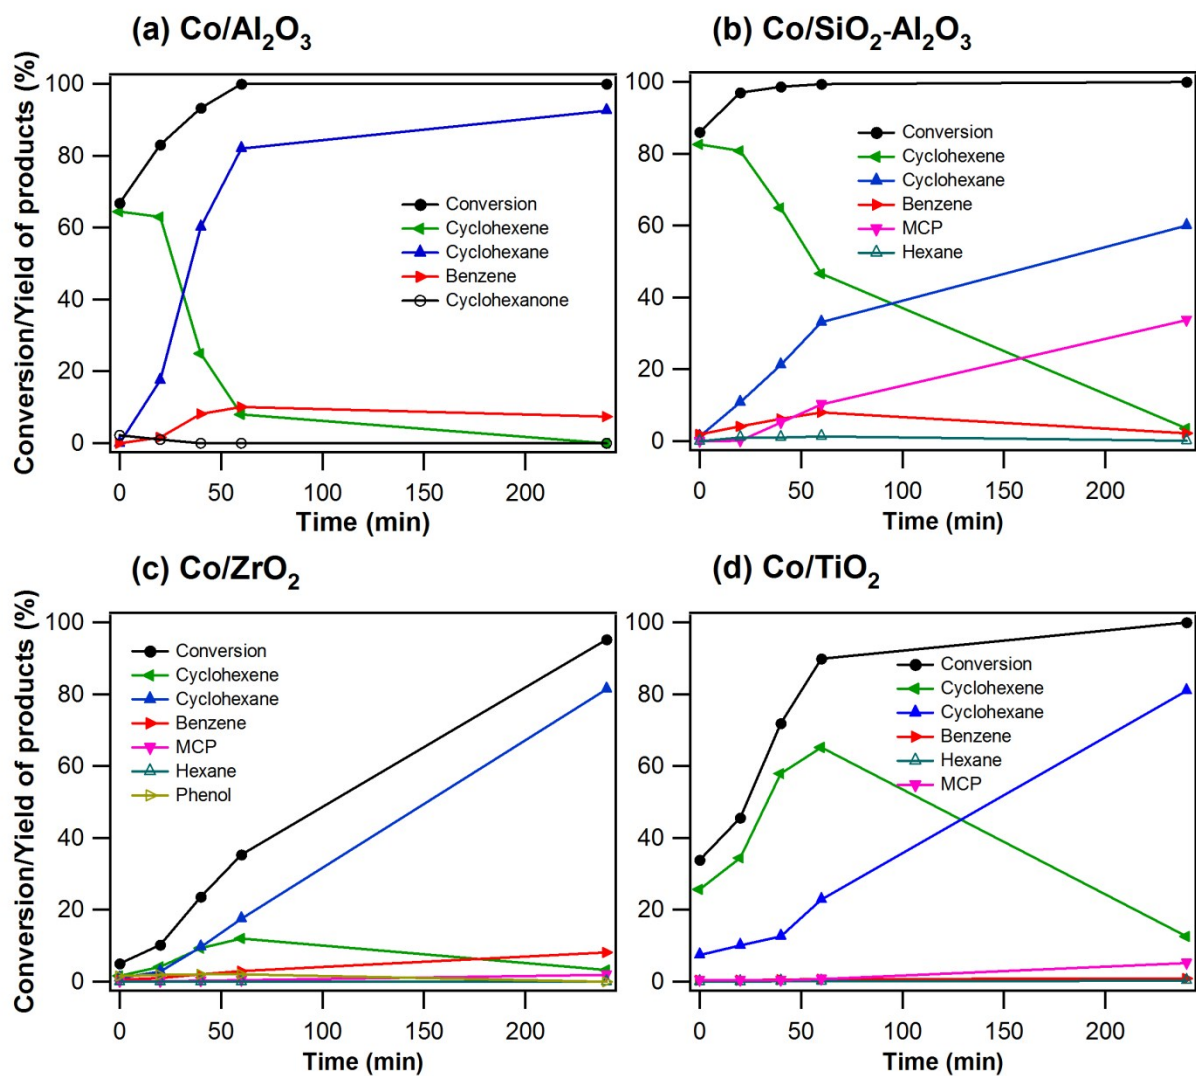 (a) Co/Al₂O₃
Conversion/Yield of products (%)
100
80
60
40
20
0
Conversion
Cyclohexene
Cyclohexane
Benzene
Cyclohexanone
0 50 100 150 200
Time (min)
(b) Co/SiO₂-Al₂O₃
100
80
60
40
20
0
Conversion
Cyclohexene
Cyclohexane
Benzene
MCP
Hexane
0 50 100 150 200
Time (min)
(c) Co/ZrO₂
Conversion/Yield of products (%)
100
80
60
40
20
0
Conversion
Cyclohexene
Cyclohexane
Benzene
MCP
Hexane
Phenol
0 50 100 150 200
Time (min)
(d) Co/TiO₂
100
80
60
40
20
0
Conversion
Cyclohexene
Cyclohexane
Benzene
Hexane
MCP
0 50 100 150 200
Time (min)